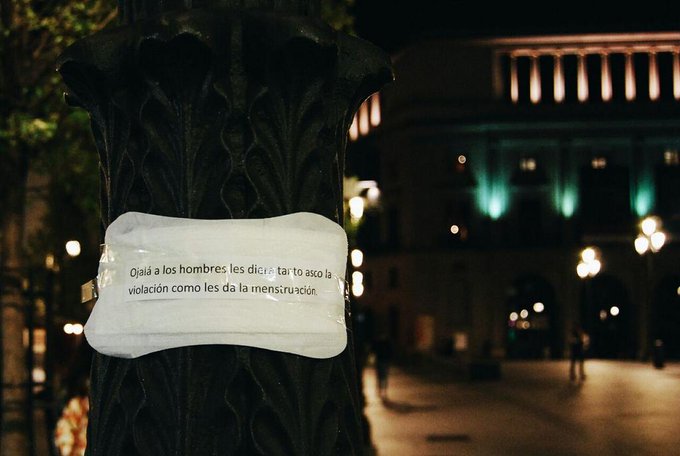 Ojalá a los hombres les diera tanto asco la
violación como les da la menstruación.